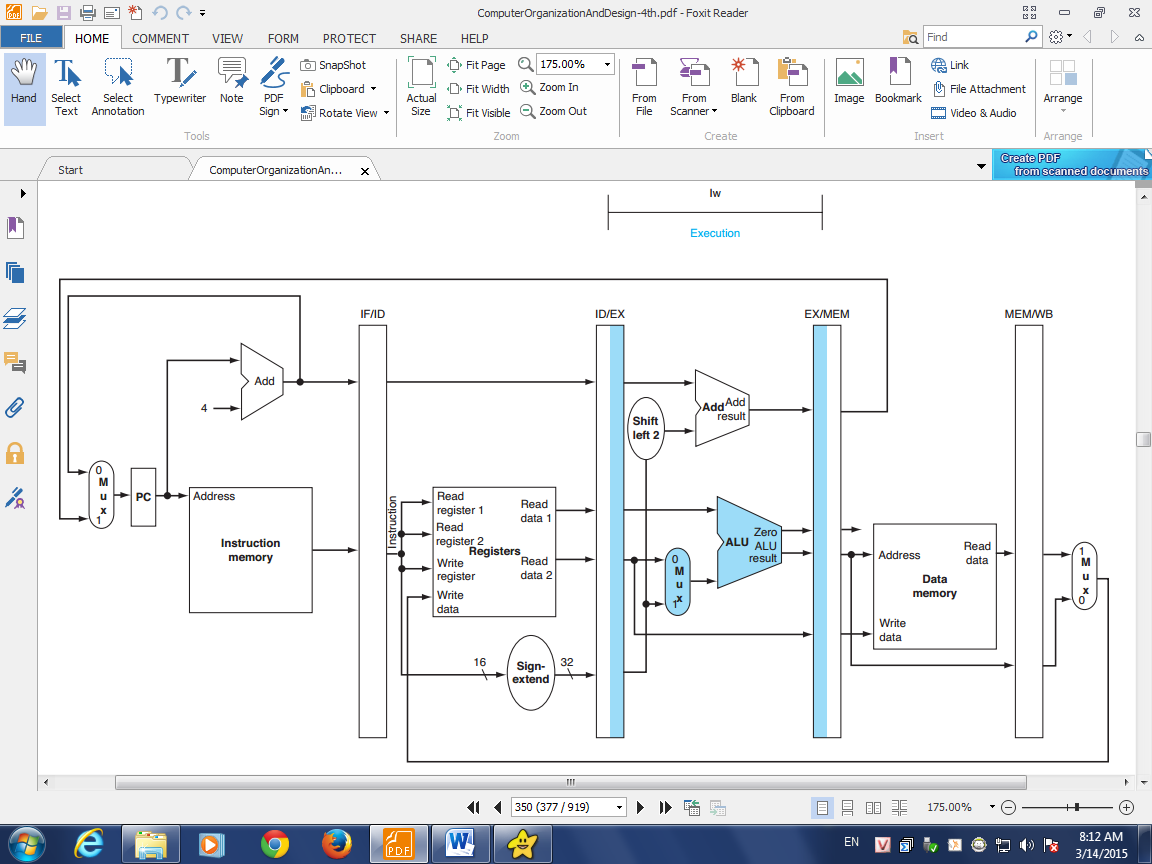 ComputerOrganizationAndDesign-4th.pdf - Foxit Reader
FILE HOME COMMENT VIEW FORM PROTECT SHARE HELP Find
Hand
Select
Text
Select
Annotation
Typewriter
Note
PDF
Sign
SnapShot
Clipboard
Rotate View
Tools
Actual
Size
Fit Page
Fit Width
Fit Visible
175.00%
Zoom In
Zoom Out
Zoom
From
File
From
Scanner
Blank
From
Clipboard
Create
Image
Bookmark
Link
File Attachment
Video & Audio
Insert
Arrange
Arrange
Start
ComputerOrganizationAn...
Create PDF
from scanned documents
lw
Execution
IF/ID
ID/EX
EX/MEM
MEM/WB
Add
4
0
M
u
x
1
PC
Address
Instruction
memory
Instruction
Read
register 1
Read
register 2
Write
register
Write
data
Registers
Read
data 1
Read
data 2
16
Sign-
extend
32
Shift
left 2
Add
Add
result
0
M
u
x
1
ALU
Zero
ALU
result
Address
Read
data
Data
memory
Write
data
1
M
u
x
0
350 (377 / 919)
175.00%
PDF
EN
8:12 AM
3/14/2015